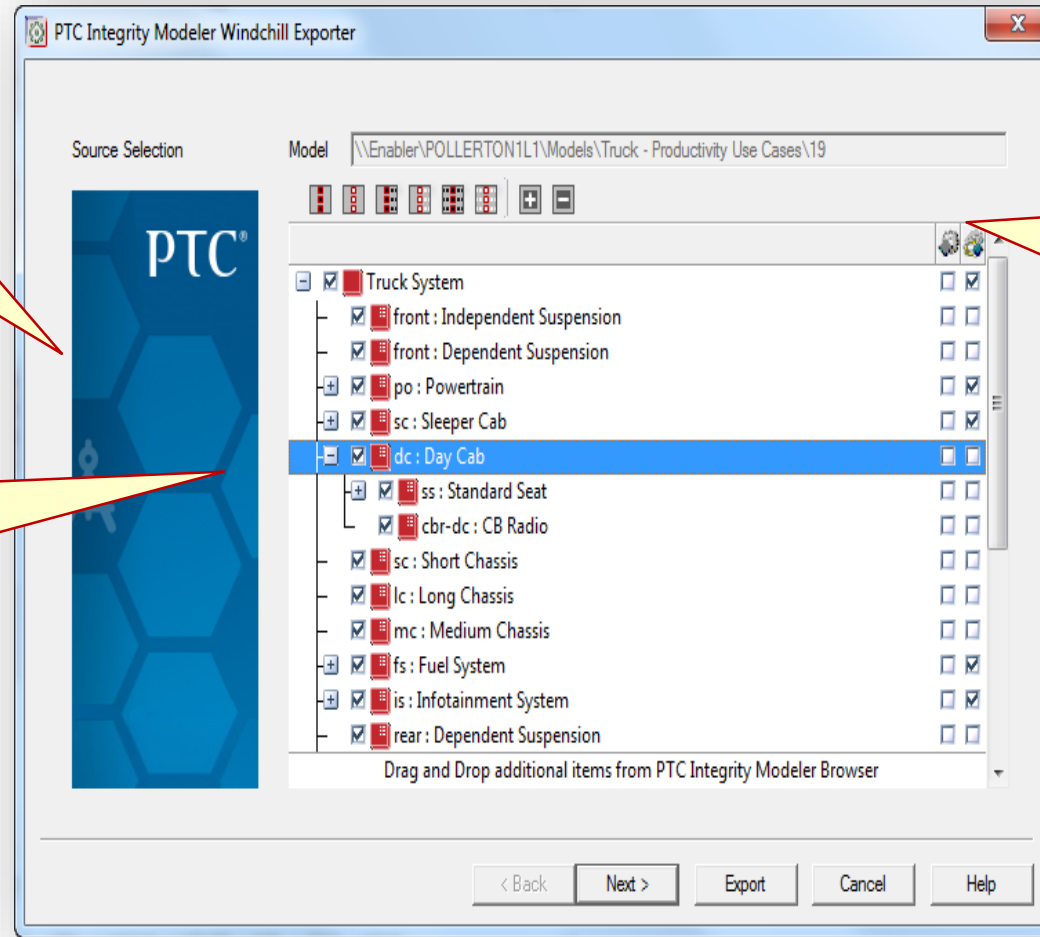 PTC Integrity Modeler Windchill Exporter
Source Selection
Model \\Enabler\POLLERTON1L1\Models\Truck - Productivity Use Cases\19
PTC®
Truck System
front : Independent Suspension
front : Dependent Suspension
po : Powertrain
sc : Sleeper Cab
dc : Day Cab
ss : Standard Seat
cbr-dc : CB Radio
sc : Short Chassis
lc : Long Chassis
mc : Medium Chassis
fs : Fuel System
is : Infotainment System
rear : Dependent Suspension
Drag and Drop additional items from PTC Integrity Modeler Browser
< Back Next > Export Cancel Help